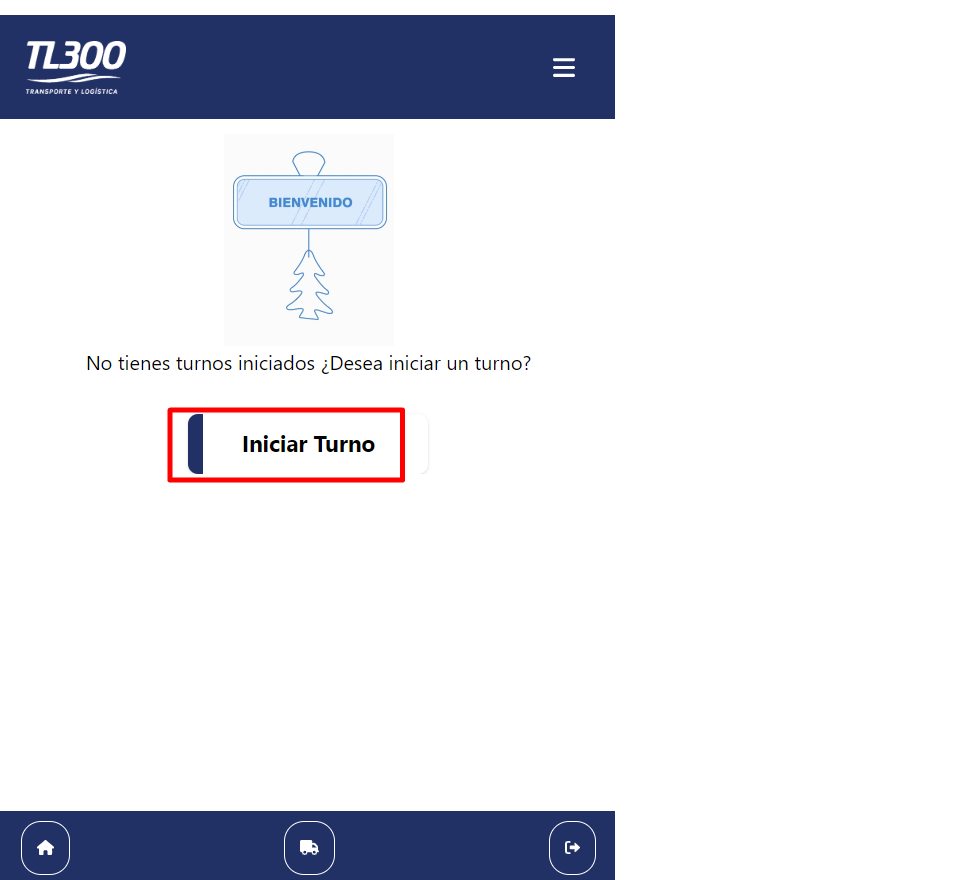 TL300
TRANSPORTE Y LOGÍSTICA
BIENVENIDO
No tienes turnos iniciados ¿Desea iniciar un turno?
Iniciar Turno